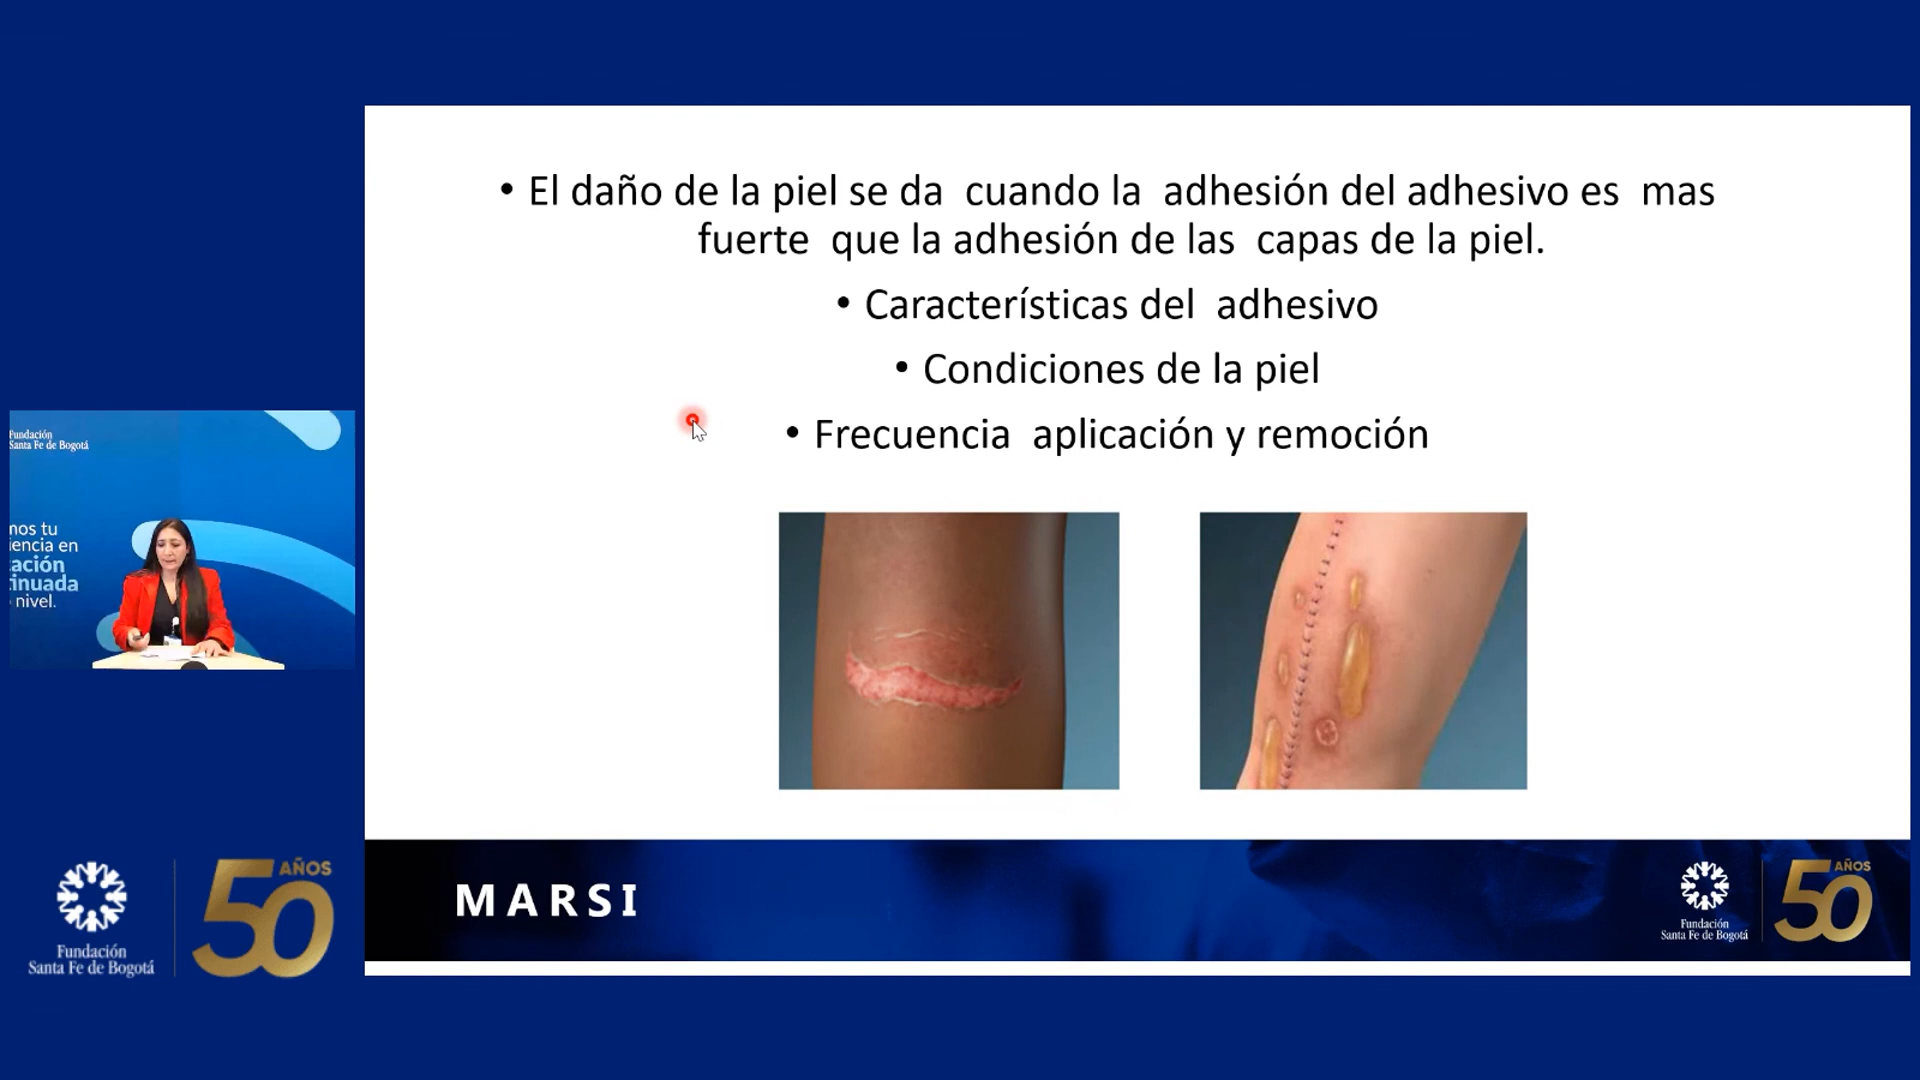 • El daño de la piel se da cuando la adhesión del adhesivo es mas
fuerte que la adhesión de las capas de la piel.
• Características del adhesivo
• Condiciones de la piel
• Frecuencia aplicación y remoción
Fundación
Santa Fe de Bogotá
mos tu
iencia en
cación
tinuada
nivel.
MARSI
Fundación
Santa Fe de Bogotá
50 AÑOS
Fundación
Santa Fe de Bogotá
50 AÑOS